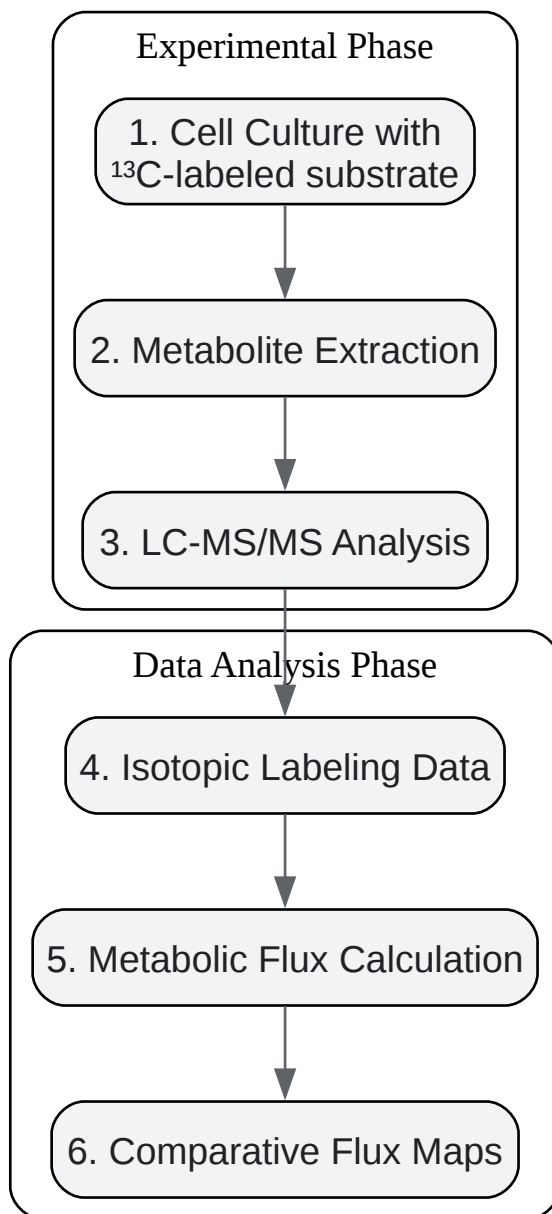 Experimental Phase
1. Cell Culture with
¹³C-labeled substrate
2. Metabolite Extraction
3. LC-MS/MS Analysis
Data Analysis Phase
4. Isotopic Labeling Data
5. Metabolic Flux Calculation
6. Comparative Flux Maps